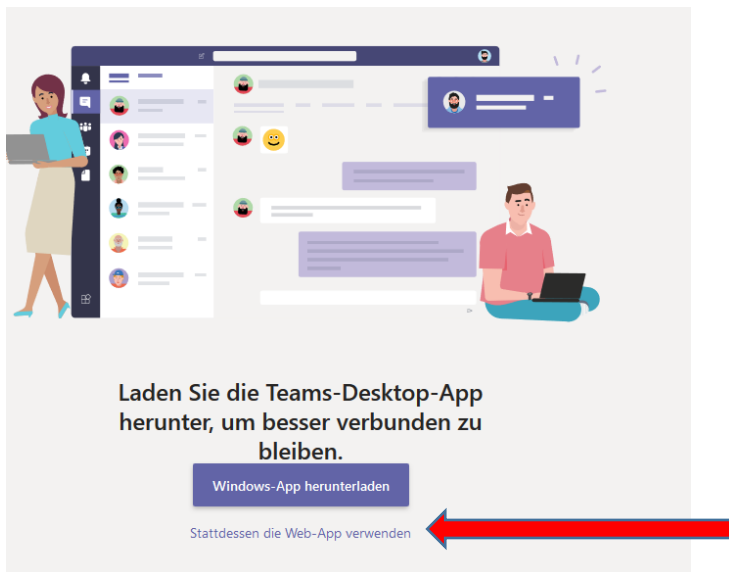 Laden Sie die Teams-Desktop-App
herunter, um besser verbunden zu
bleiben.
Windows-App herunterladen
Stattdessen die Web-App verwenden